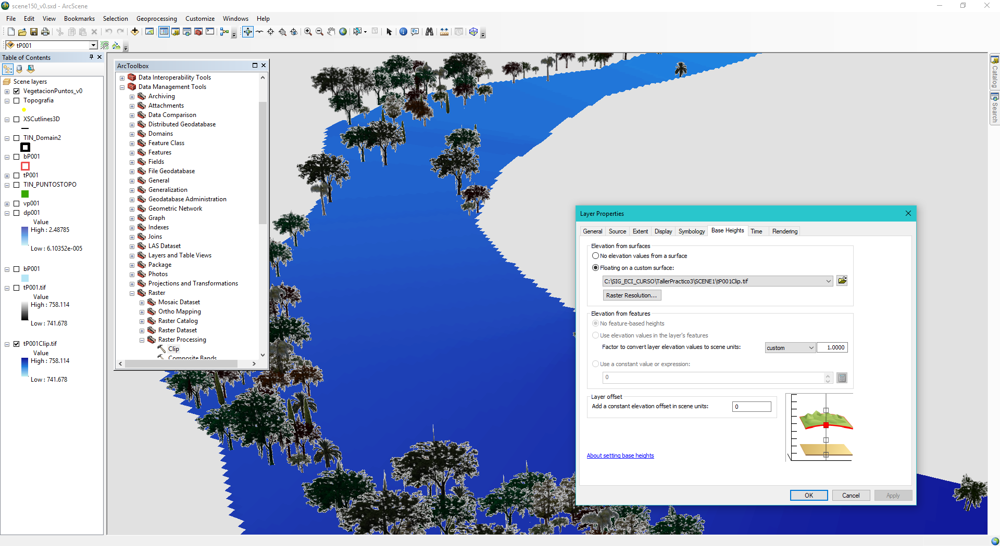 scene150_v0.sxd - ArcScene
File Edit View Bookmarks Selection Geoprocessing Customize Windows Help
tP001
Table of Contents
Scene layers
VegetacionPuntos_v0
Topografia
XSCutlines3D
TIN_Domain2
bP001
tP001
TIN_PUNTOSTOPO
vp001
dp001
Value
High : 2.48785
Low : 6.10352e-005
bP001
tP001.tif
Value
High : 758.114
Low : 741.678
tP001Clip.tif
Value
High : 758.114
Low : 741.678
ArcToolbox
Data Interoperability Tools
Data Management Tools
Archiving
Attachments
Data Comparison
Distributed Geodatabase
Domains
Feature Class
Features
Fields
File Geodatabase
General
Generalization
Geodatabase Administration
Geometric Network
Graph
Indexes
Joins
LAS Dataset
Layers and Table Views
Package
Photos
Projections and Transformations
Raster
Mosaic Dataset
Ortho Mapping
Raster Catalog
Raster Dataset
Raster Processing
Clip
Composite Bands
Layer Properties
General Source Extent Display Symbology Base Heights Time Rendering
Elevation from surfaces
No elevation values from a surface
Floating on a custom surface:
C:\SIG_ECI_CURSO\TallerPractico3\SCENE1\tP001Clip.tif
Raster Resolution...
Elevation from features
No feature-based heights
Use elevation values in the layer's features
Factor to convert layer elevation values to scene units: custom 1.0000
Use a constant value or expression:
0
Layer offset
Add a constant elevation offset in scene units: 0
About setting base heights
OK Cancel Apply
Catalog
Search